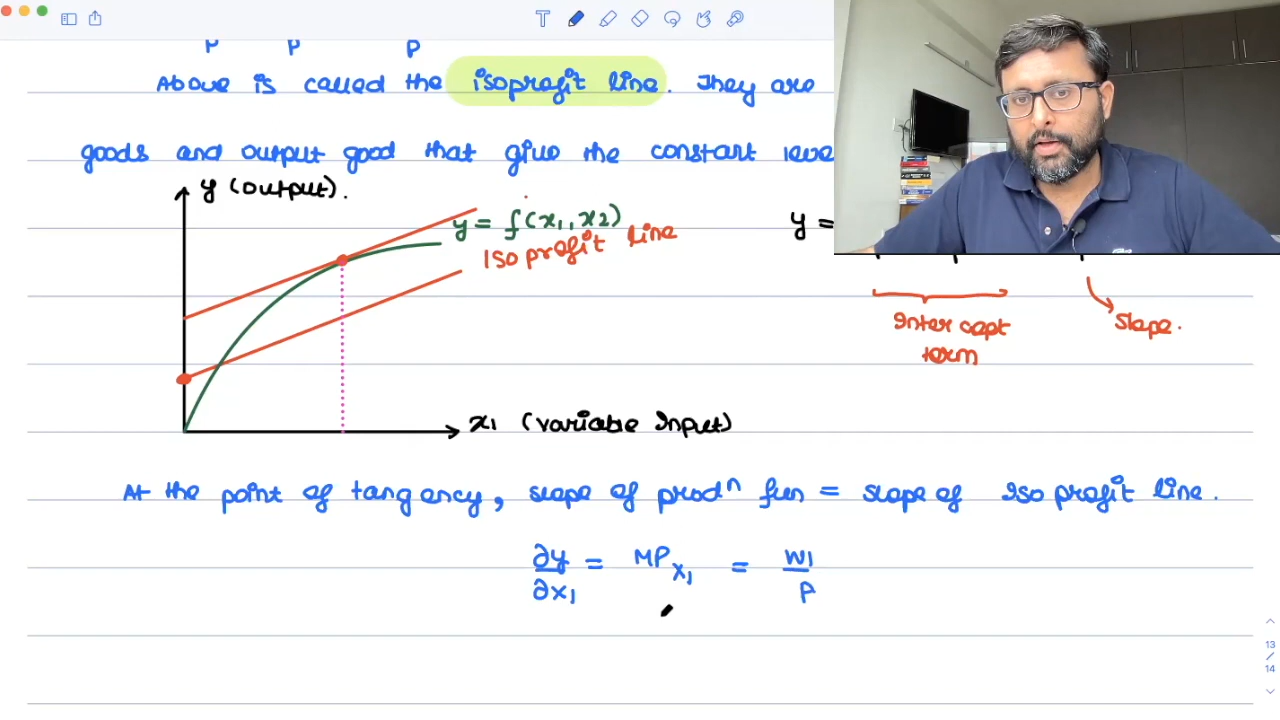 P P P
Above is called the isoprofit line. They are
goods and output good that give the constant leve
y (output).
y = f(x1, x2)
Iso profit line
y =
Intercept
term
Slope.
x1 (variable Input)
At the point of tangency, slope of prodn fun = slope of Iso profit line.
∂y/∂x1 = MPx1 = W1/P
13
/
14